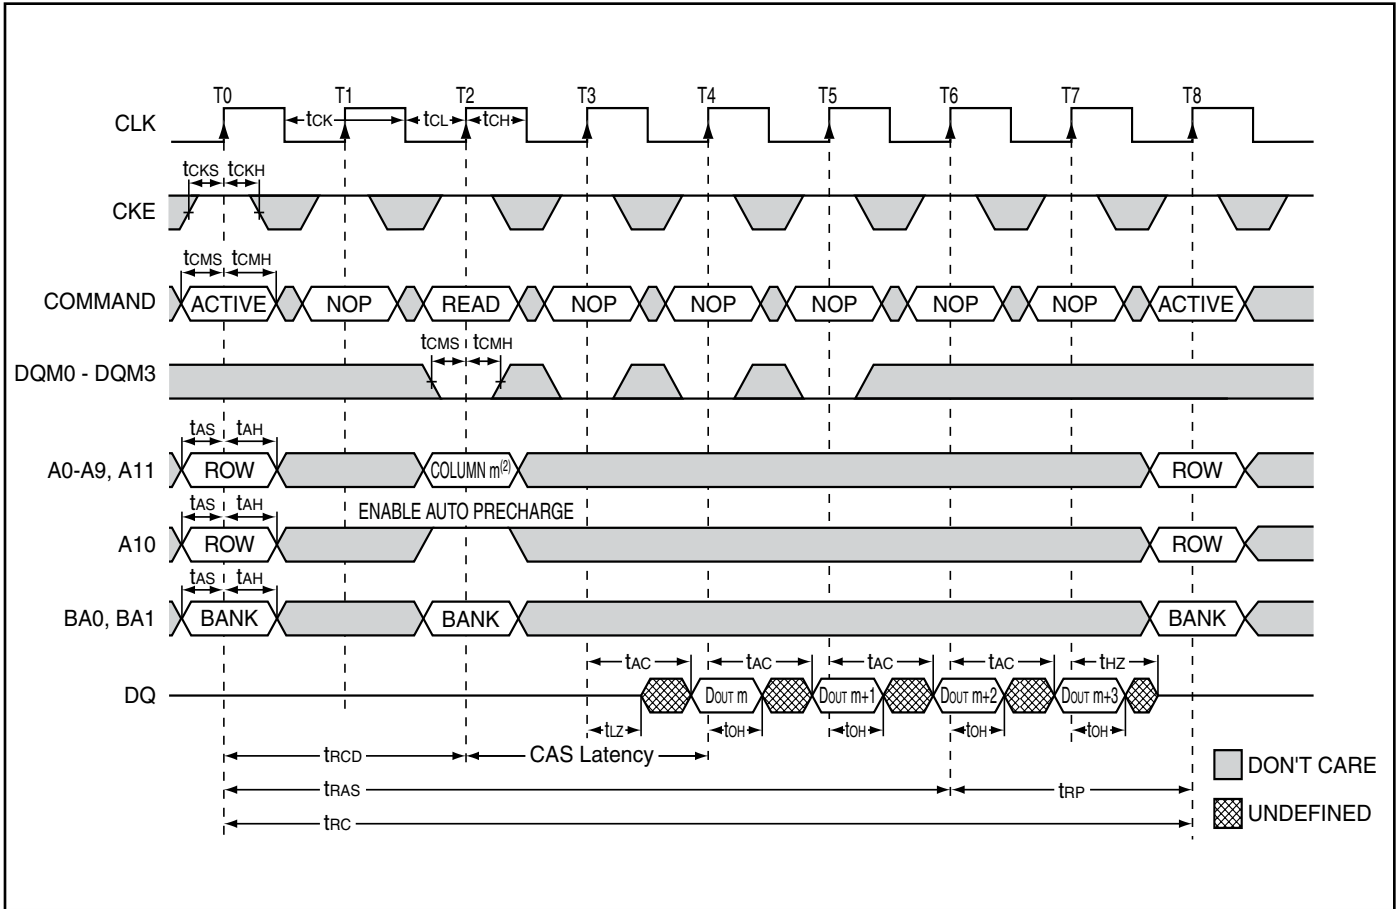 T0 T1 T2 T3 T4 T5 T6 T7 T8
CLK tCK tCL tCH
tCKS tCKH
CKE
tCMS tCMH
COMMAND ACTIVE NOP READ NOP NOP NOP NOP NOP ACTIVE
tCMS tCMH
DQM0 - DQM3
tAS tAH
A0-A9, A11 ROW COLUMN m(2) ROW
tAS tAH ENABLE AUTO PRECHARGE
A10 ROW ROW
tAS tAH
BA0, BA1 BANK BANK BANK
tAC tAC tAC tAC tHZ
DQ DOUT m DOUT m+1 DOUT m+2 DOUT m+3
tLZ tOH tOH tOH tOH
tRCD CAS Latency
DON'T CARE
tRAS tRP
UNDEFINED
tRC